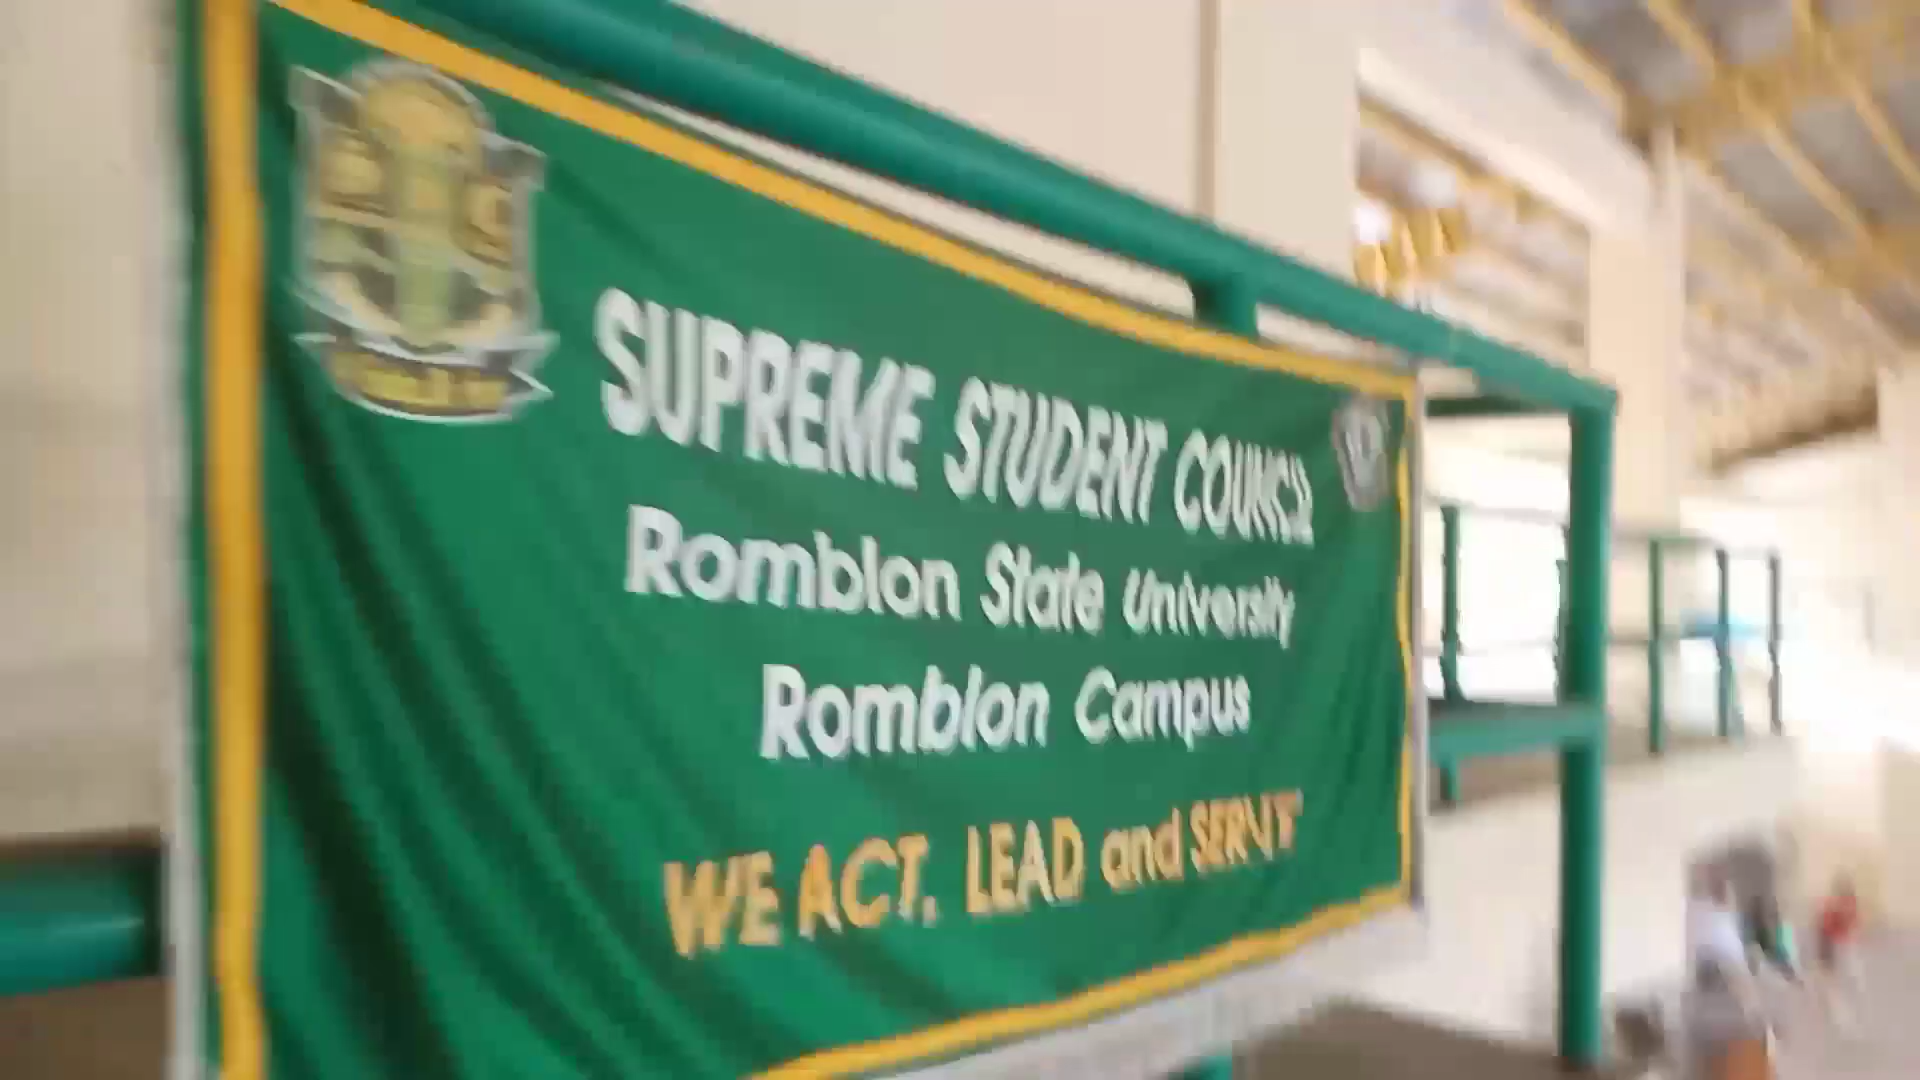 SUPREME STUDENT COUNCIL
Romblon State University
Romblon Campus
WE ACT, LEAD and SERVE